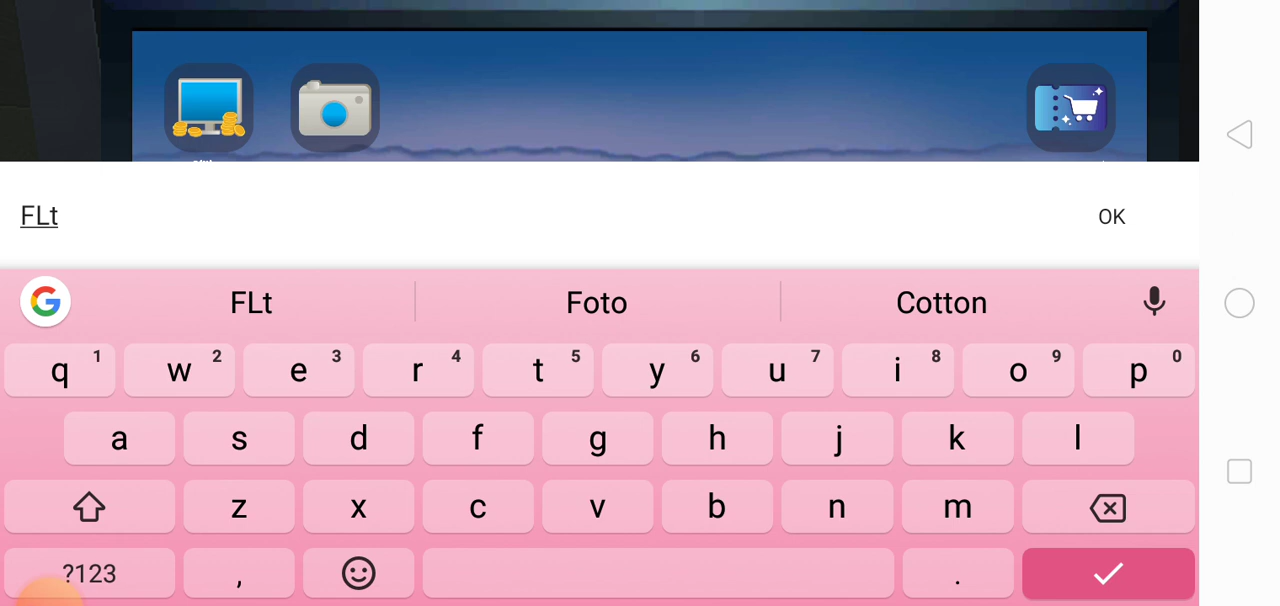 FLt
OK
FLt Foto Cotton
q 1 w 2 e 3 r 4 t 5 y 6 u 7 i 8 o 9 p 0
a s d f g h j k l
z x c v b n m
?123 , .